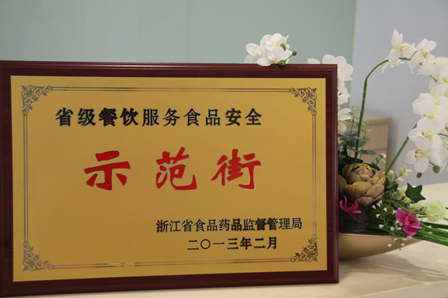 省级餐饮服务食品安全
示范街
浙江省食品药品监督管理局
二〇一三年二月